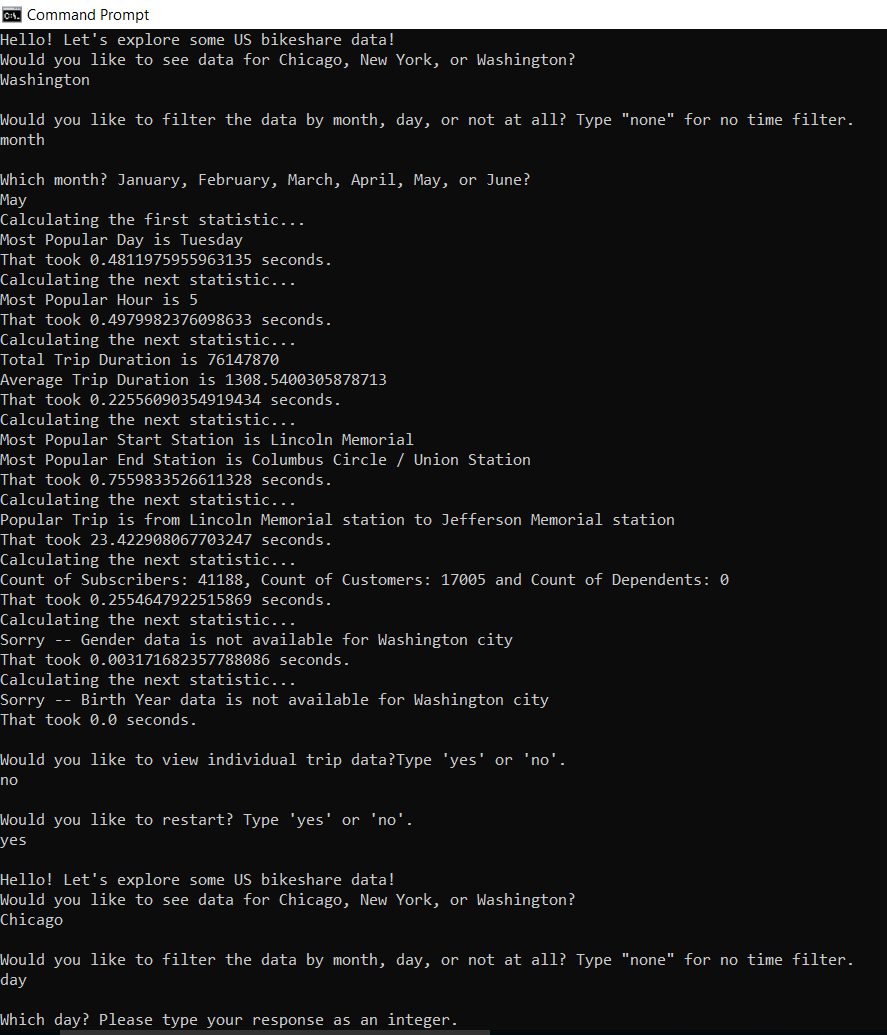 Command Prompt
Hello! Let's explore some US bikeshare data!
Would you like to see data for Chicago, New York, or Washington?
Washington
Would you like to filter the data by month, day, or not at all? Type "none" for no time filter.
month
Which month? January, February, March, April, May, or June?
May
Calculating the first statistic...
Most Popular Day is Tuesday
That took 0.4811975955963135 seconds.
Calculating the next statistic...
Most Popular Hour is 5
That took 0.4979982376098633 seconds.
Calculating the next statistic...
Total Trip Duration is 76147870
Average Trip Duration is 1308.5400305878713
That took 0.22556090354919434 seconds.
Calculating the next statistic...
Most Popular Start Station is Lincoln Memorial
Most Popular End Station is Columbus Circle / Union Station
That took 0.7559833526611328 seconds.
Calculating the next statistic...
Popular Trip is from Lincoln Memorial station to Jefferson Memorial station
That took 23.422908067703247 seconds.
Calculating the next statistic...
Count of Subscribers: 41188, Count of Customers: 17005 and Count of Dependents: 0
That took 0.2554647922515869 seconds.
Calculating the next statistic...
Sorry -- Gender data is not available for Washington city
That took 0.003171682357788086 seconds.
Calculating the next statistic...
Sorry -- Birth Year data is not available for Washington city
That took 0.0 seconds.
Would you like to view individual trip data?Type 'yes' or 'no'.
no
Would you like to restart? Type 'yes' or 'no'.
yes
Hello! Let's explore some US bikeshare data!
Would you like to see data for Chicago, New York, or Washington?
Chicago
Would you like to filter the data by month, day, or not at all? Type "none" for no time filter.
day
Which day? Please type your response as an integer.